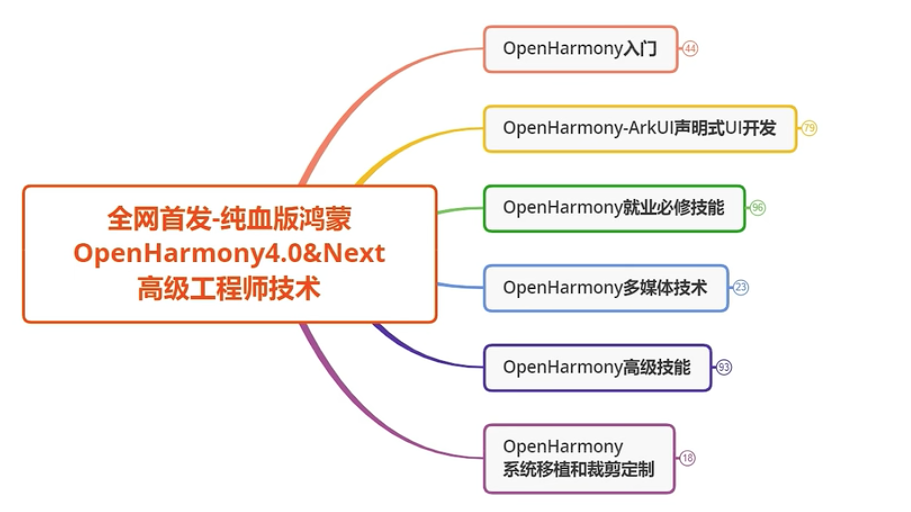 全网首发-纯血版鸿蒙
OpenHarmony4.0&Next
高级工程师技术
OpenHarmony入门
44
OpenHarmony-ArkUI声明式UI开发
79
OpenHarmony就业必修技能
96
OpenHarmony多媒体技术
23
OpenHarmony高级技能
93
OpenHarmony
系统移植和裁剪定制
18